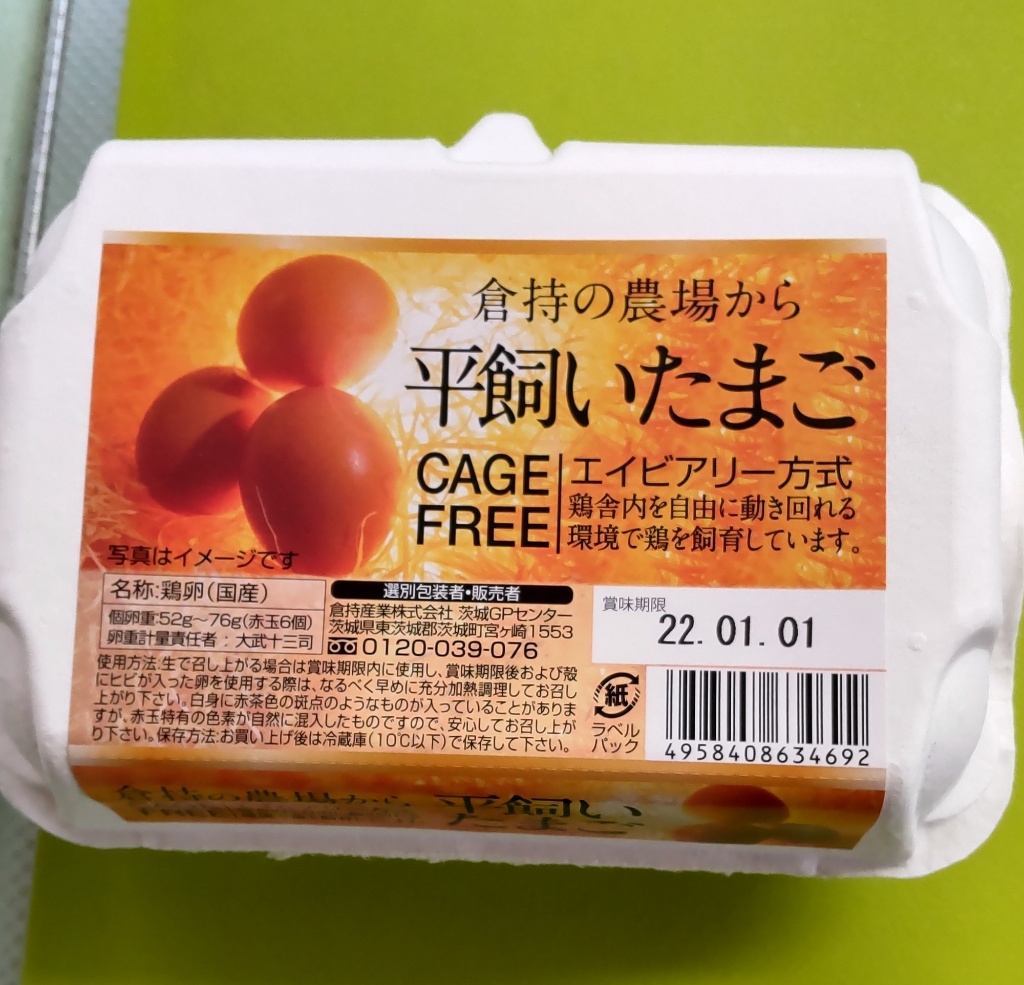 倉持の農場から
平飼いたまご
CAGE
FREE
エイビアリー方式
鶏舎内を自由に動き回れる
環境で鶏を飼育しています。
写真はイメージです
名称:鶏卵(国産)
個卵重:52g〜76g(赤玉6個)
卵重計量責任者:大武十三司
選別包装者・販売者
倉持産業株式会社 茨城GPセンター
茨城県東茨城郡茨城町宮ヶ崎1553
0120-039-076
賞味期限
22.01.01
使用方法:生で召し上がる場合は賞味期限内に使用し、賞味期限後および殻
にヒビが入った卵を使用する際は、なるべく早めに充分加熱調理してお召し
上がり下さい。白身に赤茶色の斑点のようなものが入っていることがありま
すが、赤玉特有の色素が自然に混入したものですので、安心してお召し上が
り下さい。保存方法:お買い上げ後は冷蔵庫(10℃以下)で保存して下さい。
紙
ラベル
パック
4958408634692
倉持の農場から
平飼い
たまご